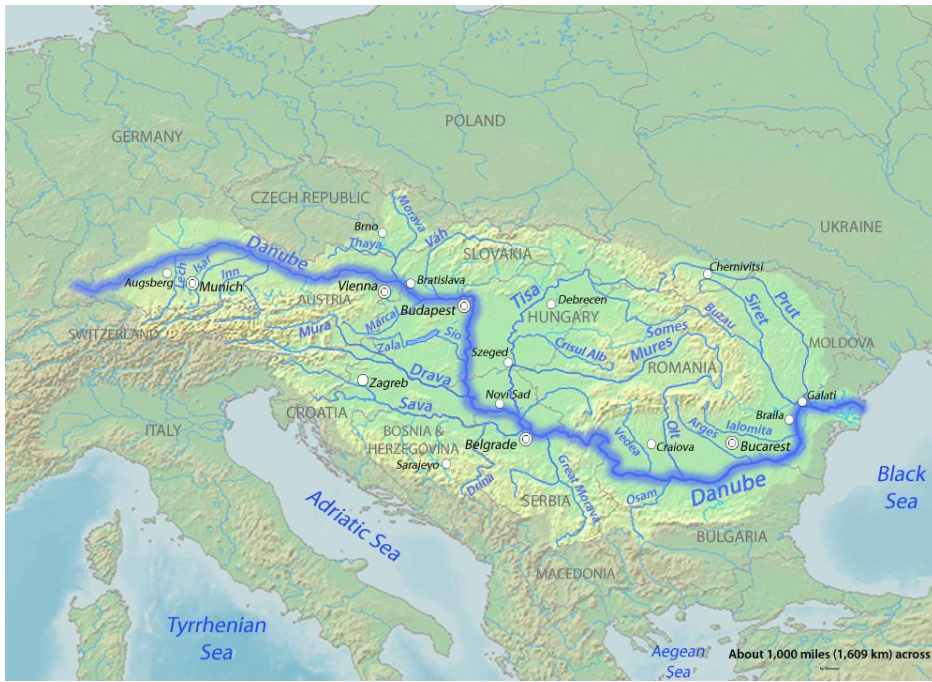 POLAND
GERMANY
CZECH REPUBLIC
Morava
UKRAINE
Brno
Thaya
Váh
SLOVAKIA
Danube
Chernivitsi
Lech
Isar
Inn
Augsberg
Munich
Vienna
Bratislava
AUSTRIA
Budapest
Tisa
Debrecen
HUNGARY
Siret
Prut
Buzau
SWITZERLAND
Mura
Marcal
Zala
Sio
Somes
Mures
Crisul Alb
Szeged
MOLDOVA
ROMANIA
Drava
Zagreb
Novi Sad
Galati
Braila
CROATIA
Sava
ITALY
BOSNIA &
HERZEGOVINA
Belgrade
Sarajevo
Drina
Vedea
Craiova
Olt
Arges
Ialomita
Bucarest
Great Morava
SERBIA
Osam
Danube
Black
Sea
Adriatic Sea
BULGARIA
MACEDONIA
Tyrrhenian
Sea
Aegean
Sea
About 1,000 miles (1,609 km) across